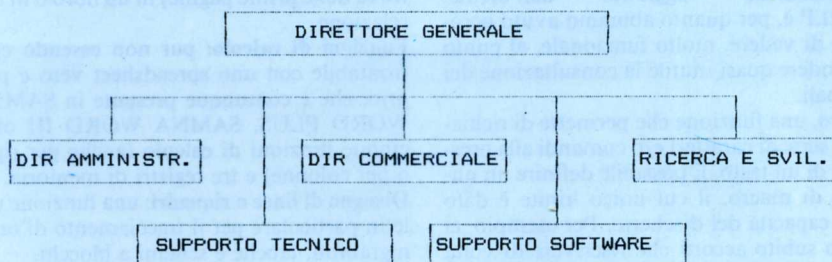 DIRETTORE GENERALE
DIR AMMINISTR.
DIR COMMERCIALE
RICERCA E SVIL.
SUPPORTO TECNICO
SUPPORTO SOFTWARE